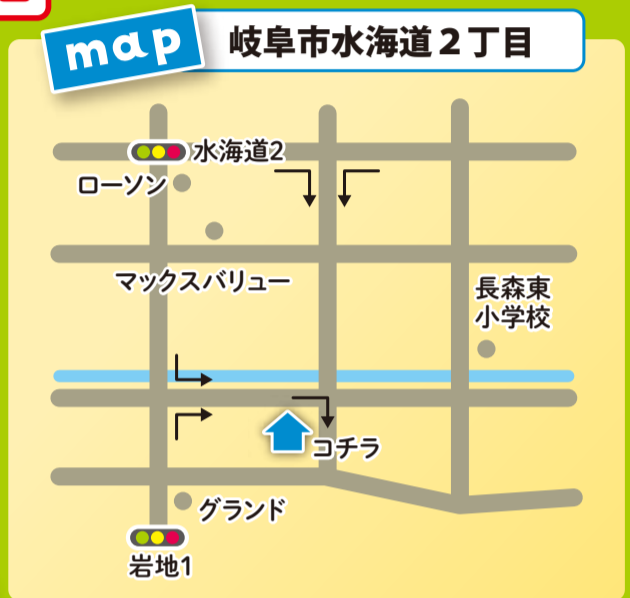 map
岐阜市水海道２丁目
水海道2
ローソン
マックスバリュー
長森東
小学校
コチラ
グランド
岩地1